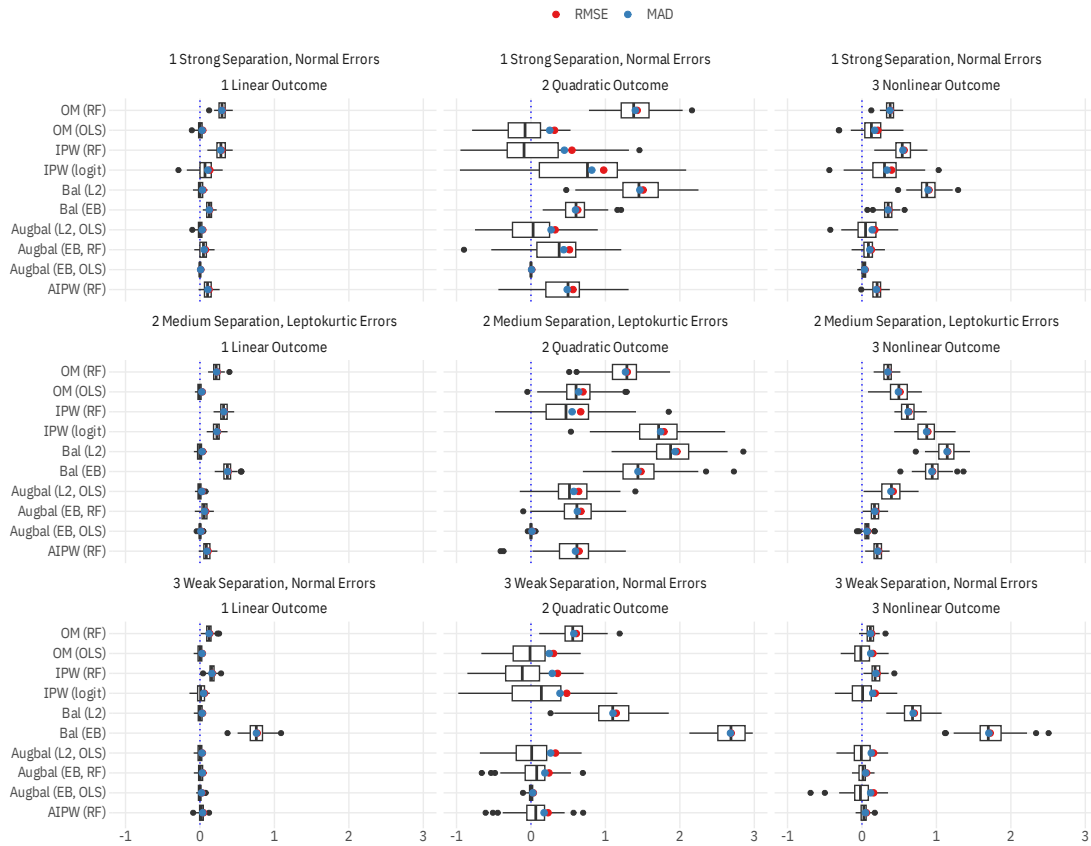 RMSE MAD
1 Strong Separation, Normal Errors 1 Strong Separation, Normal Errors 1 Strong Separation, Normal Errors
1 Linear Outcome 2 Quadratic Outcome 3 Nonlinear Outcome
OM (RF)
OM (OLS)
IPW (RF)
IPW (logit)
Bal (L2)
Bal (EB)
Augbal (L2, OLS)
Augbal (EB, RF)
Augbal (EB, OLS)
AIPW (RF)
2 Medium Separation, Leptokurtic Errors 2 Medium Separation, Leptokurtic Errors 2 Medium Separation, Leptokurtic Errors
1 Linear Outcome 2 Quadratic Outcome 3 Nonlinear Outcome
OM (RF)
OM (OLS)
IPW (RF)
IPW (logit)
Bal (L2)
Bal (EB)
Augbal (L2, OLS)
Augbal (EB, RF)
Augbal (EB, OLS)
AIPW (RF)
3 Weak Separation, Normal Errors 3 Weak Separation, Normal Errors 3 Weak Separation, Normal Errors
1 Linear Outcome 2 Quadratic Outcome 3 Nonlinear Outcome
OM (RF)
OM (OLS)
IPW (RF)
IPW (logit)
Bal (L2)
Bal (EB)
Augbal (L2, OLS)
Augbal (EB, RF)
Augbal (EB, OLS)
AIPW (RF)
-1 0 1 2 3 -1 0 1 2 3 -1 0 1 2 3